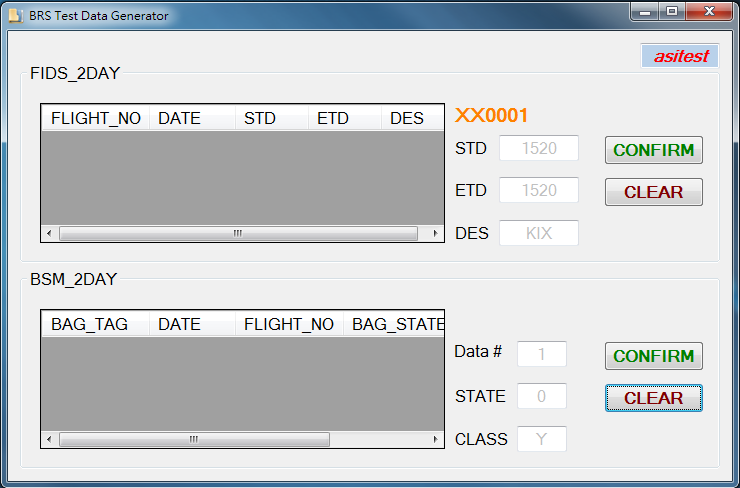 BRS Test Data Generator
asitest
FIDS_2DAY
FLIGHT_NO DATE STD ETD DES
XX0001
STD 1520 CONFIRM
ETD 1520 CLEAR
DES KIX
BSM_2DAY
BAG_TAG DATE FLIGHT_NO BAG_STATE
Data # 1 CONFIRM
STATE 0 CLEAR
CLASS Y